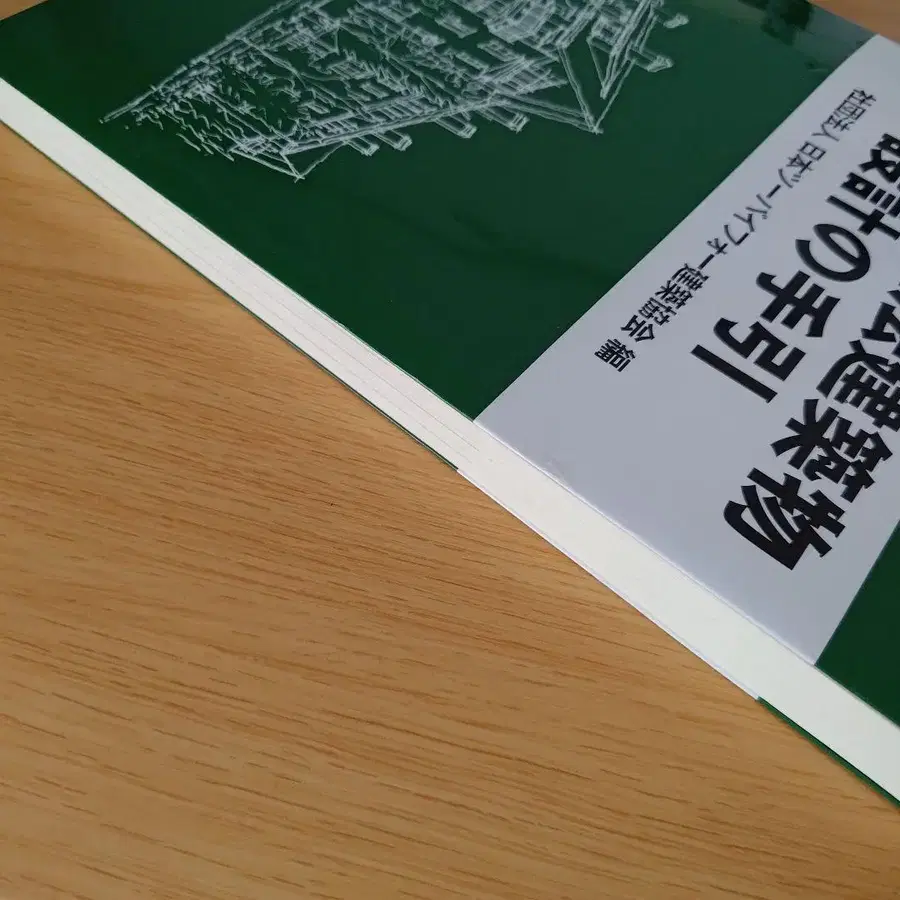 建築物
設計の手引
社団法人 日本ツーバイフォー建築協会 編